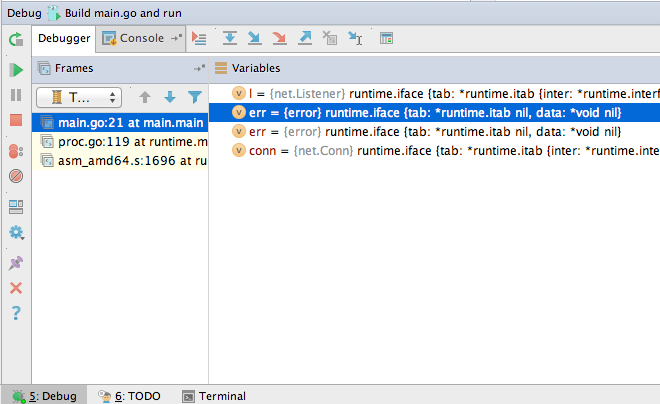 Debug Build main.go and run
Debugger Console
Frames Variables
T...
l = {net.Listener} runtime.iface {tab: *runtime.itab {inter: *runtime.interf
main.go:21 at main.main
err = {error} runtime.iface {tab: *runtime.itab nil, data: *void nil}
proc.go:119 at runtime.m
err = {error} runtime.iface {tab: *runtime.itab nil, data: *void nil}
asm_amd64.s:1696 at ru
conn = {net.Conn} runtime.iface {tab: *runtime.itab {inter: *runtime.inte
5: Debug 6: TODO Terminal